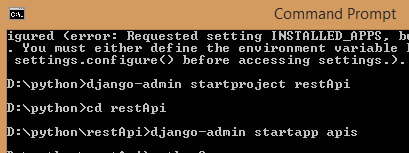 C:\.
Command Prompt
igured (error: Requested setting INSTALLED_APPS, bu
. You must either define the environment variable
settings.configure() before accessing settings.).
D:\python>django-admin startproject restApi
D:\python>cd restApi
D:\python\restApi>django-admin startapp apis